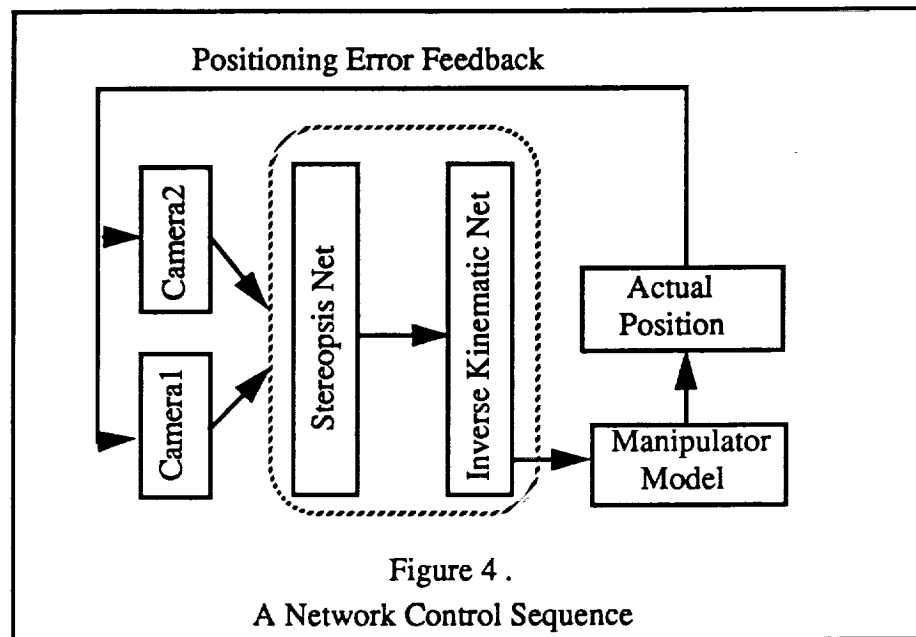 Positioning Error Feedback
Camera2
Camera1
Stereopsis Net
Inverse Kinematic Net
Actual
Position
Manipulator
Model
Figure 4 .
A Network Control Sequence